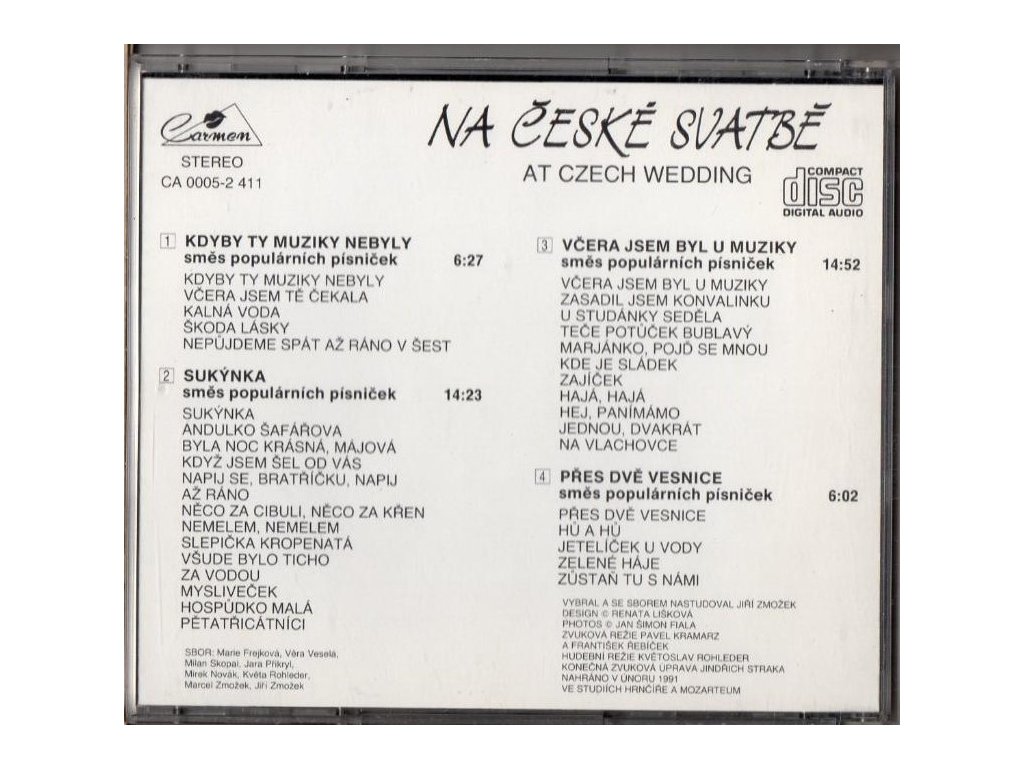 Carmen
STEREO
CA 0005-2 411
NA ČESKÉ SVATBĚ
AT CZECH WEDDING
COMPACT
disc
DIGITAL AUDIO
1 KDYBY TY MUZIKY NEBYLY
směs populárních písniček 6:27
KDYBY TY MUZIKY NEBYLY
VČERA JSEM TĚ ČEKALA
KALNÁ VODA
ŠKODA LÁSKY
NEPŮJDEME SPÁT AŽ RÁNO V ŠEST
2 SUKÝNKA
směs populárních písniček 14:23
SUKÝNKA
ANDULKO ŠAFÁŘOVA
BYLA NOC KRÁSNÁ, MÁJOVÁ
KDYŽ JSEM ŠEL OD VÁS
NAPIJ SE, BRATŘÍČKU, NAPIJ
AŽ RÁNO
NĚCO ZA CIBULI, NĚCO ZA KŘEN
NEMELEM, NEMELEM
SLEPIČKA KROPENATÁ
VŠUDE BYLO TICHO
ZA VODOU
MYSLIVEČEK
HOSPŮDKO MALÁ
PĚTATŘICÁTNÍCI
SBOR: Marie Frejková, Věra Veselá,
Milan Skopal, Jara Přikryl,
Mirek Novák, Květa Rohleder,
Marcel Zmožek, Jiří Zmožek
3 VČERA JSEM BYL U MUZIKY
směs populárních písniček 14:52
VČERA JSEM BYL U MUZIKY
ZASADIL JSEM KONVALINKU
U STUDÁNKY SEDĚLA
TEČE POTŮČEK BUBLAVÝ
MARJÁNKO, POJĎ SE MNOU
KDE JE SLÁDEK
ZAJÍČEK
HAJÁ, HAJÁ
HEJ, PANÍMÁMO
JEDNOU, DVAKRÁT
NA VLACHOVCE
4 PŘES DVĚ VESNICE
směs populárních písniček 6:02
PŘES DVĚ VESNICE
HŮ A HŮ
JETELÍČEK U VODY
ZELENÉ HÁJE
ZŮSTAŇ TU S NÁMI
VYBRAL A SE SBOREM NASTUDOVAL JIŘÍ ZMOŽEK
DESIGN © RENATA LIŠKOVÁ
PHOTOS © JAN ŠIMON FIALA
ZVUKOVÁ REŽIE PAVEL KRAMARZ
A FRANTIŠEK ŘEBÍČEK
HUDEBNÍ REŽIE KVĚTOSLAV ROHLEDER
KONEČNÁ ZVUKOVÁ ÚPRAVA JINDŘICH STRAKA
NAHRÁNO V ÚNORU 1991
VE STUDIÍCH HRNČÍŘE A MOZARTEUM